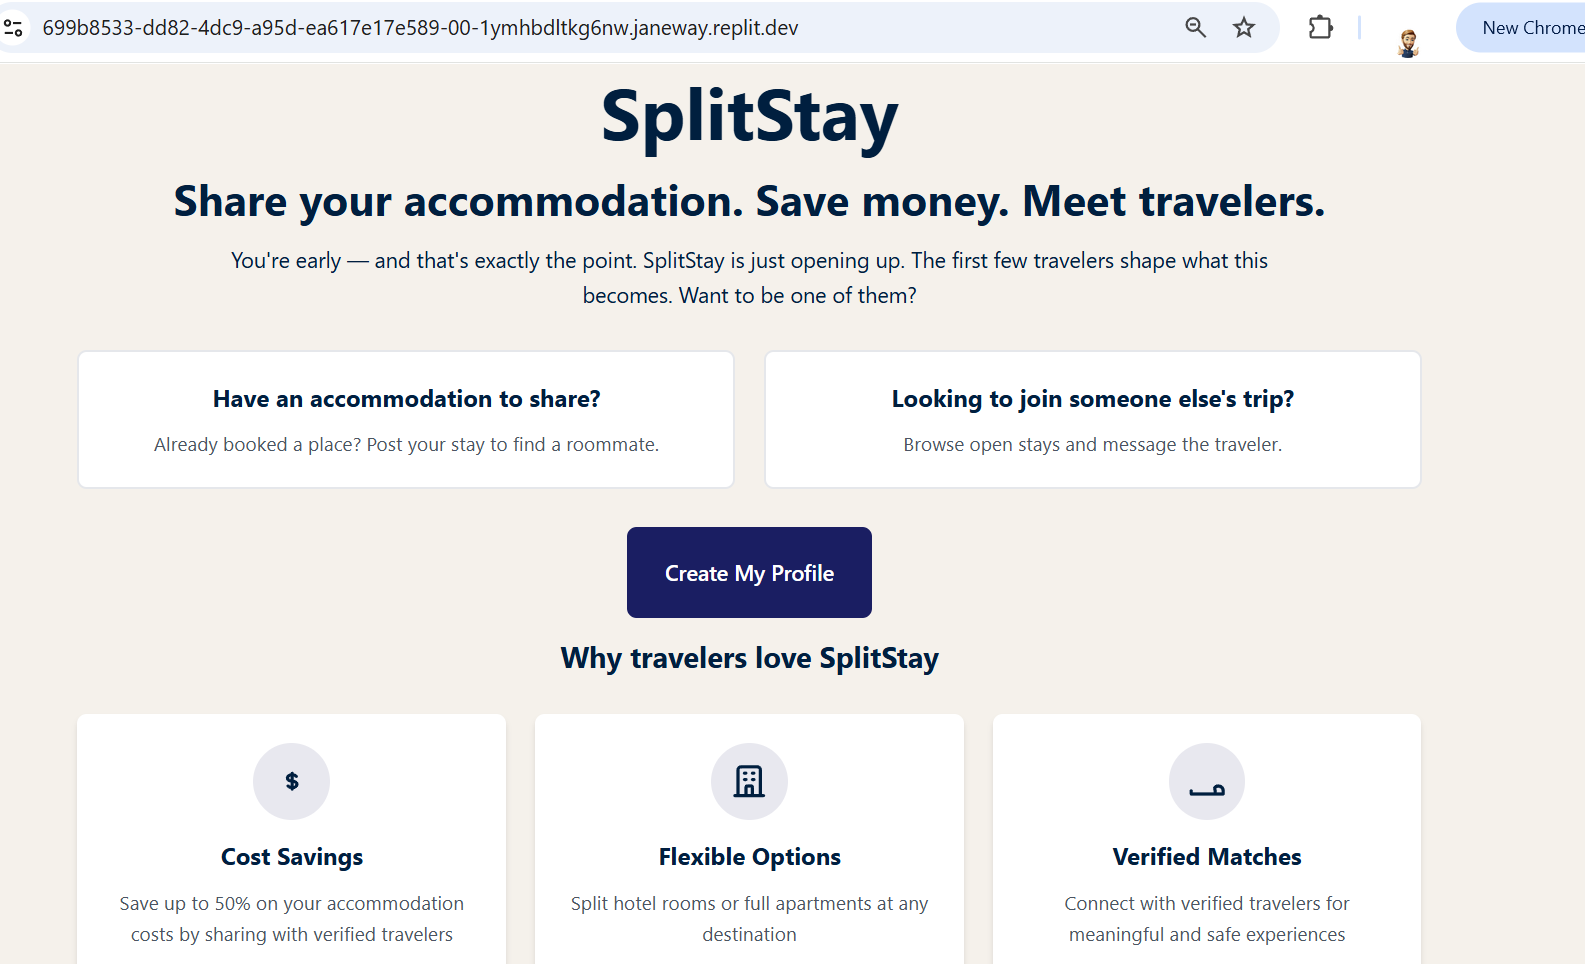 699b8533-dd82-4dc9-a95d-ea617e17e589-00-1ymhbdltkg6nw.janeway.replit.dev
New Chrome
SplitStay
Share your accommodation. Save money. Meet travelers.
You're early — and that's exactly the point. SplitStay is just opening up. The first few travelers shape what this
becomes. Want to be one of them?
Have an accommodation to share?
Already booked a place? Post your stay to find a roommate.
Looking to join someone else's trip?
Browse open stays and message the traveler.
Create My Profile
Why travelers love SplitStay
$
Cost Savings
Save up to 50% on your accommodation
costs by sharing with verified travelers
Flexible Options
Split hotel rooms or full apartments at any
destination
Verified Matches
Connect with verified travelers for
meaningful and safe experiences